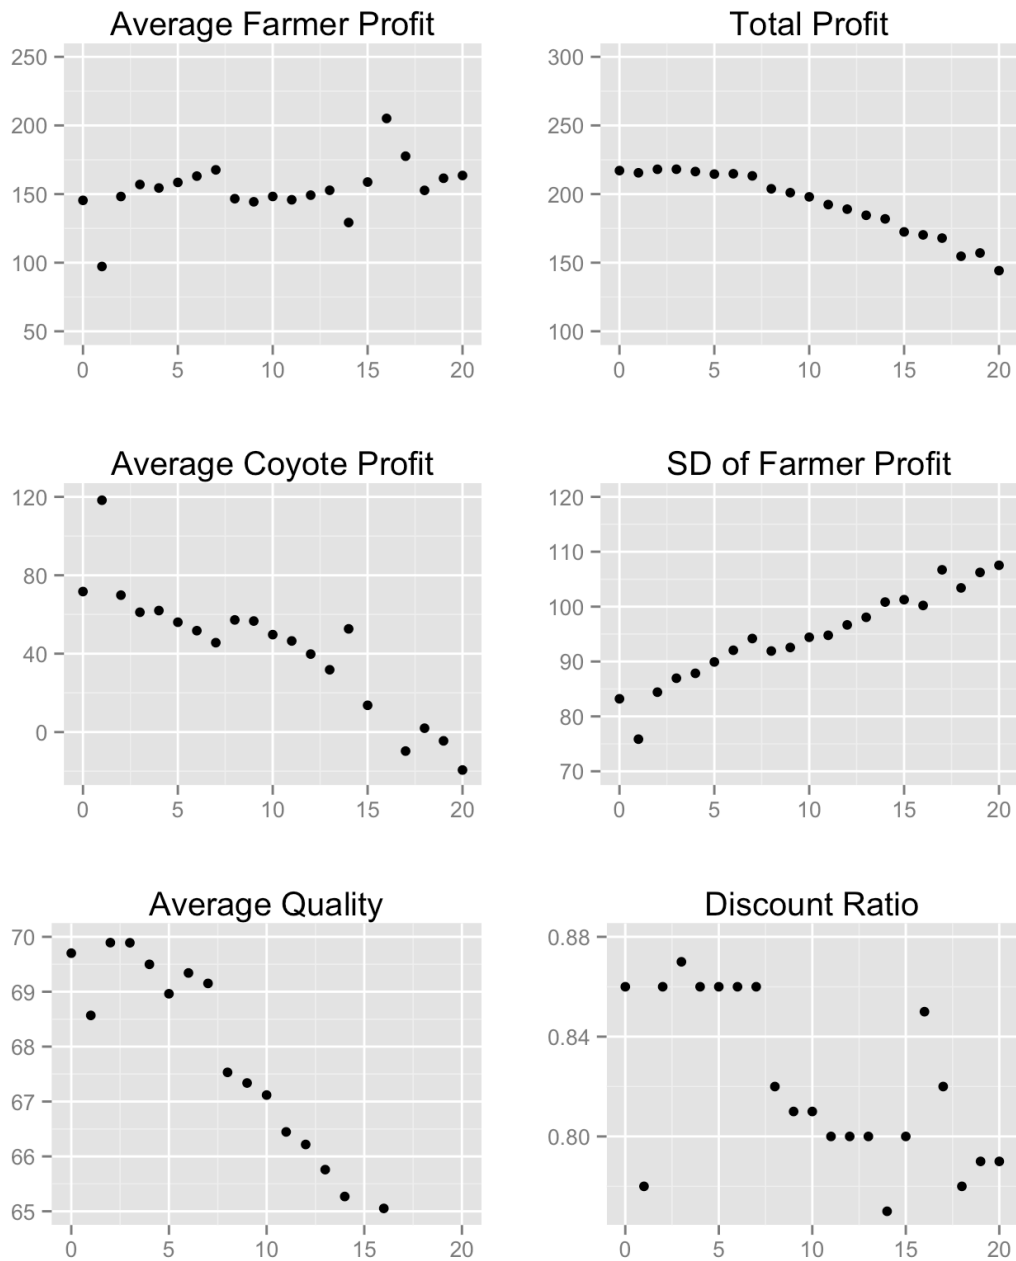 Average Farmer Profit
250
200
150
100
50
0 5 10 15 20
Total Profit
300
250
200
150
100
0 5 10 15 20
Average Coyote Profit
120
80
40
0
0 5 10 15 20
SD of Farmer Profit
120
110
100
90
80
70
0 5 10 15 20
Average Quality
70
69
68
67
66
65
0 5 10 15 20
Discount Ratio
0.88
0.84
0.80
0 5 10 15 20